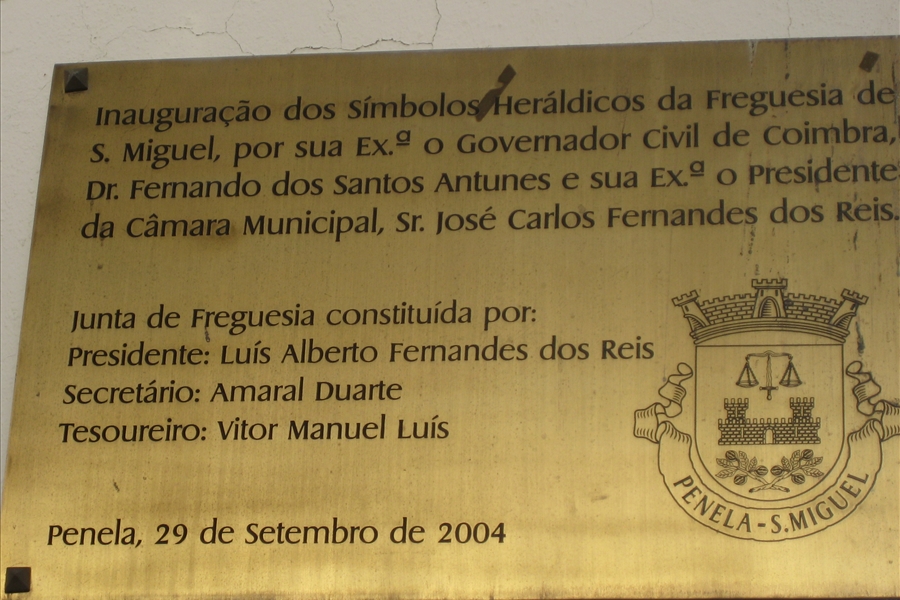 Inauguração dos Símbolos Heráldicos da Freguesia de
S. Miguel, por sua Ex.ª o Governador Civil de Coimbra,
Dr. Fernando dos Santos Antunes e sua Ex.ª o Presidente
da Câmara Municipal, Sr. José Carlos Fernandes dos Reis.
Junta de Freguesia constituída por:
Presidente: Luís Alberto Fernandes dos Reis
Secretário: Amaral Duarte
Tesoureiro: Vitor Manuel Luís
PENELA - S. MIGUEL
Penela, 29 de Setembro de 2004